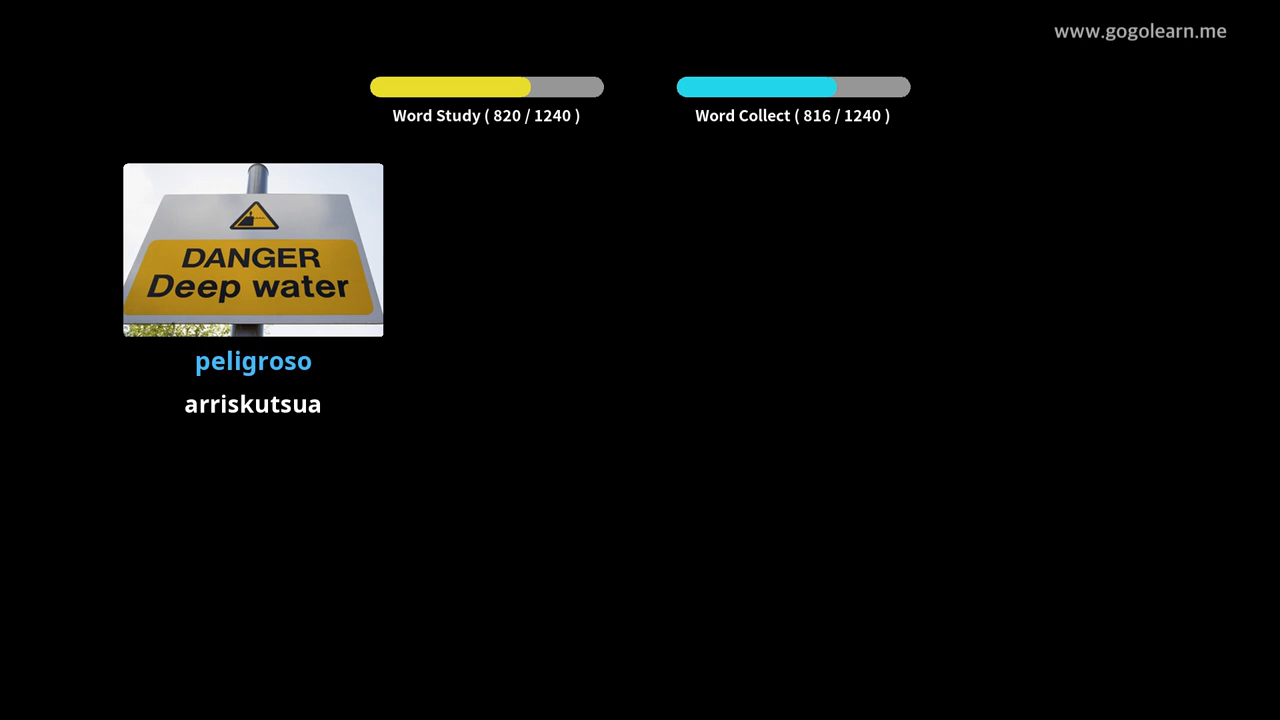 www.gogolearn.me
Word Study ( 820 / 1240 )
Word Collect ( 816 / 1240 )
DANGER
Deep water
peligroso
arriskutsua